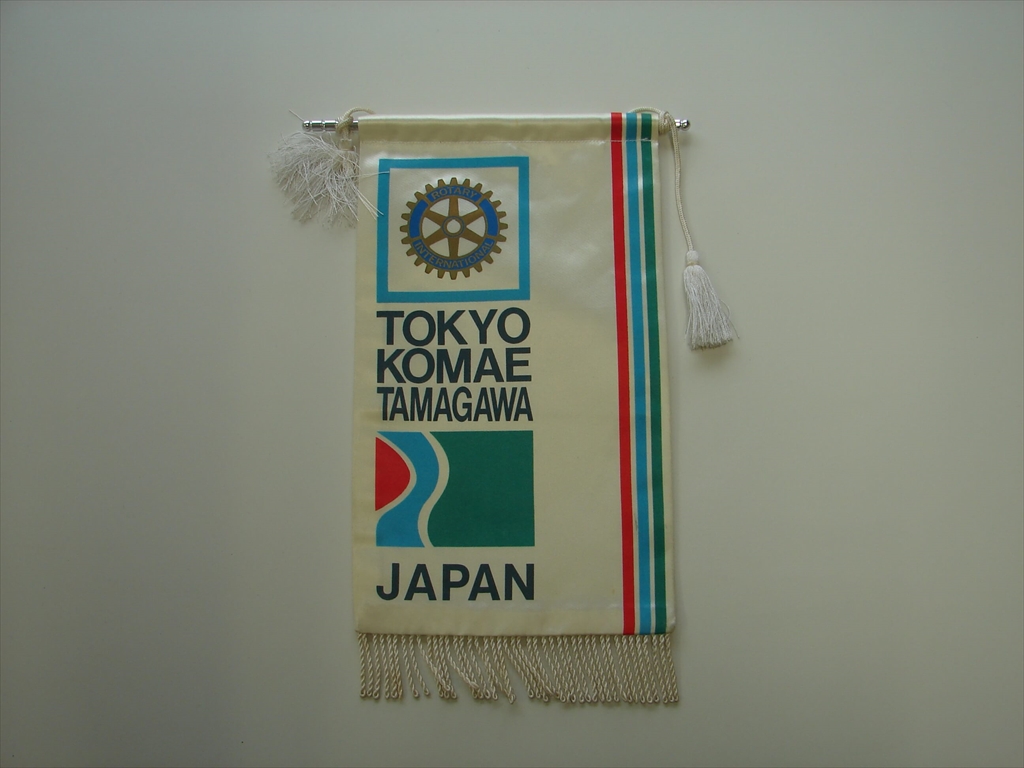 ROTARY
INTERNATIONAL
TOKYO
KOMAE
TAMAGAWA
JAPAN